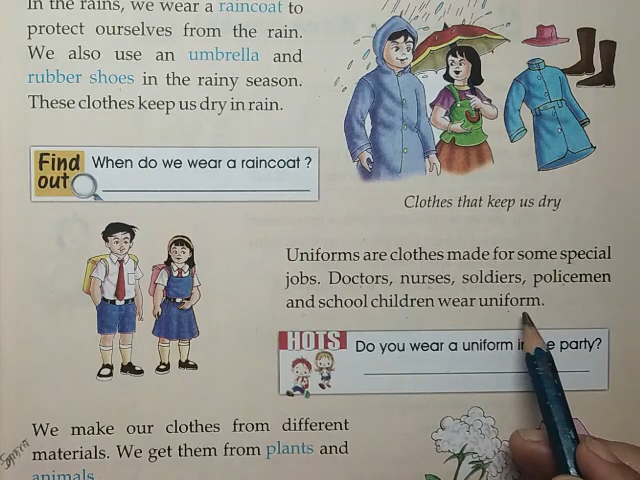 In the rains, we wear a raincoat to
protect ourselves from the rain.
We also use an umbrella and
rubber shoes in the rainy season.
These clothes keep us dry in rain.
Find out
When do we wear a raincoat ?
Clothes that keep us dry
Uniforms are clothes made for some special
jobs. Doctors, nurses, soldiers, policemen
and school children wear uniform.
HOTS
Do you wear a uniform in e party?
We make our clothes from different
materials. We get them from plants and
animals